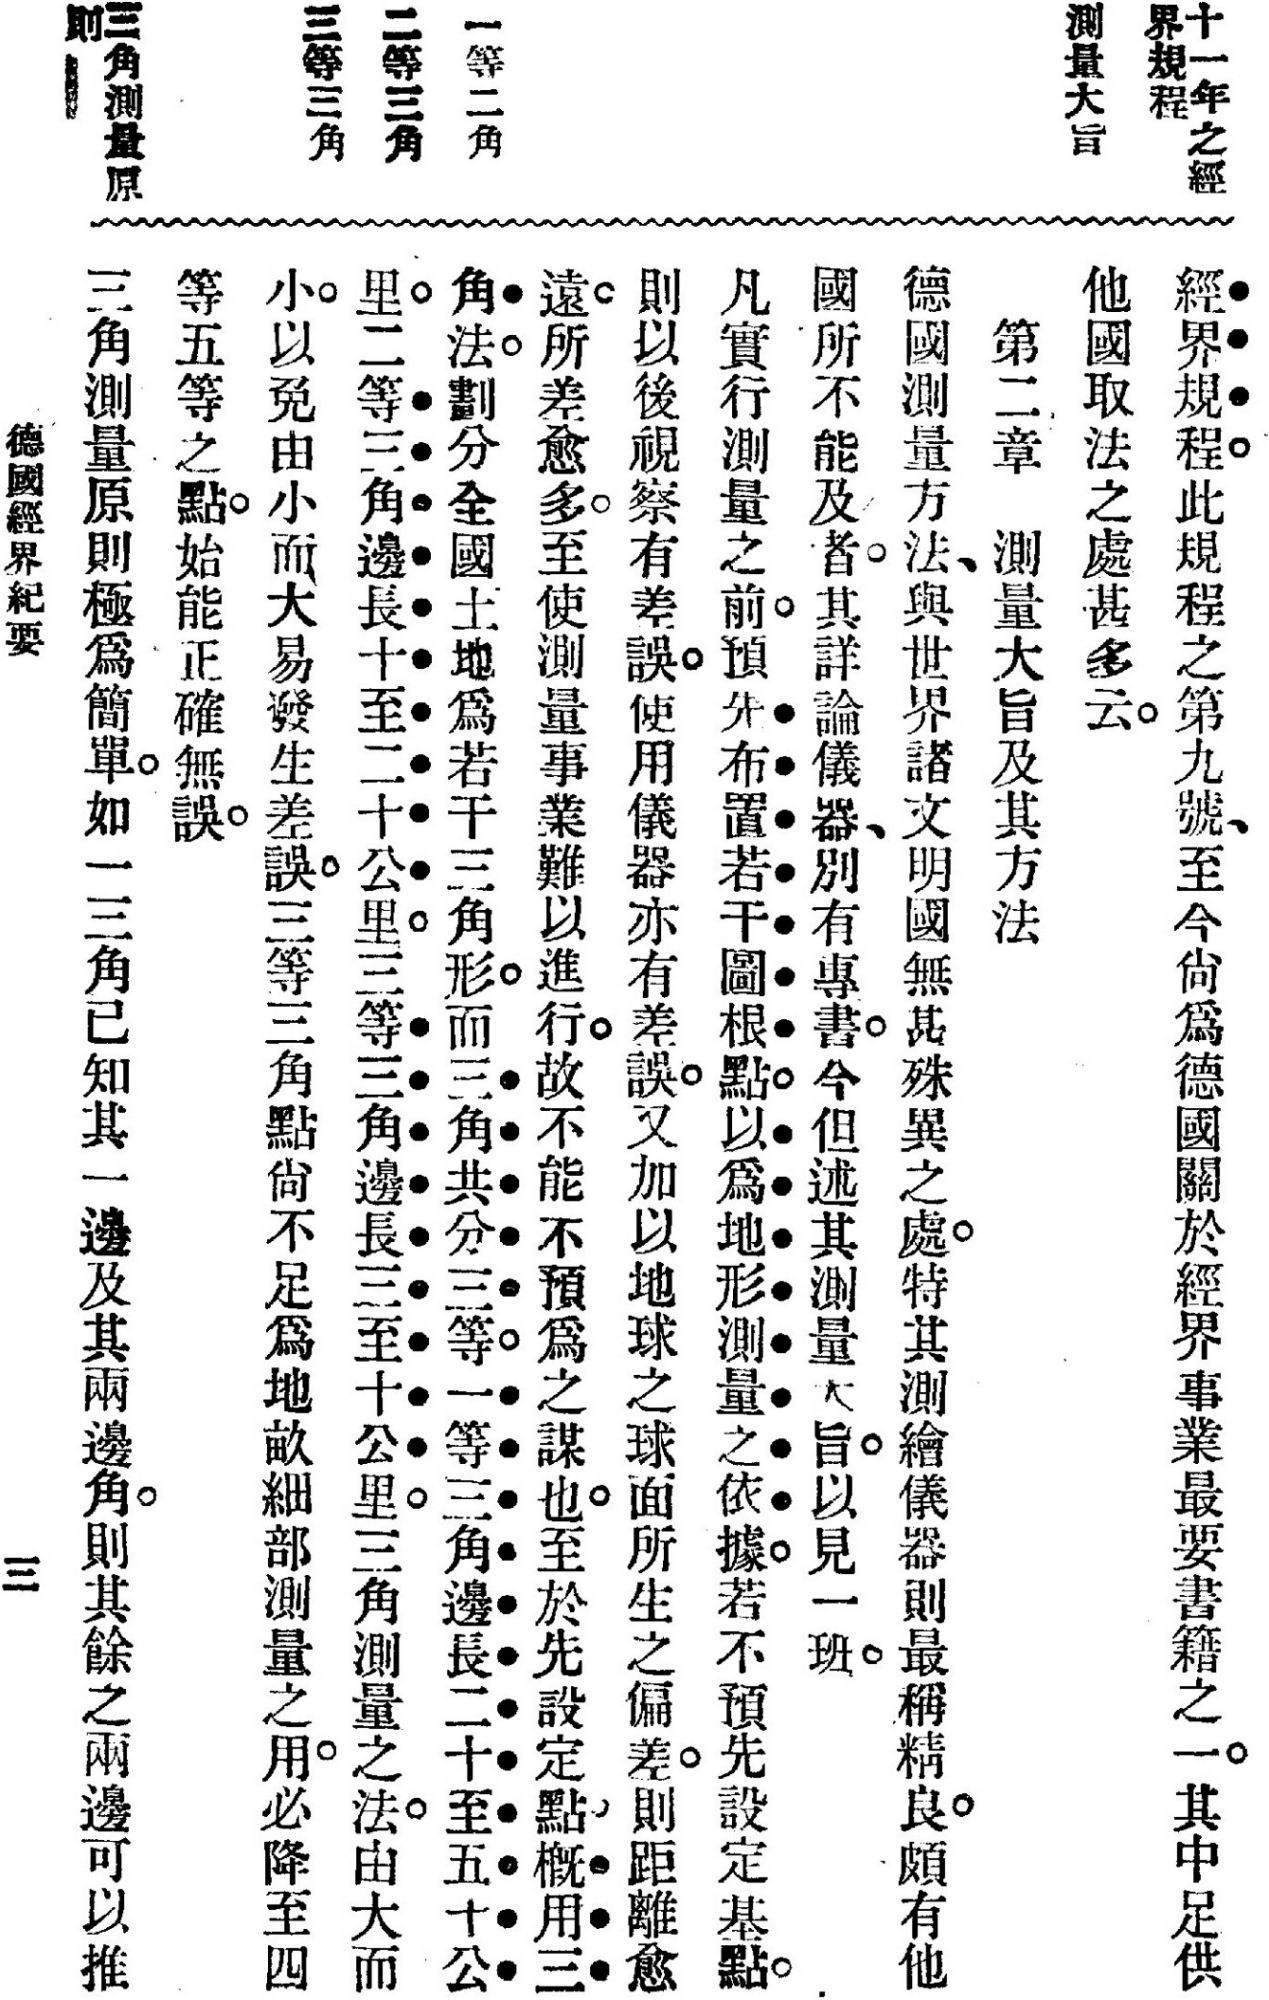 十一年之經
界規程
測量大旨
一等二角
二等三角
三等三角
三角測量原
則
經界規程。此規程之第九號、至今尙爲德國關於經界事業最要書籍之一。其中足供
他國取法之處甚多云。
第二章　測量大旨及其方法
德國測量方法、與世界諸文明國無甚殊異之處。特其測繪儀器則最稱精良。頗有他
國所不能及者。其詳論儀器、別有專書。今但述其測量大旨。以見一班。
凡實行測量之前。預先布置若干圖根點。以爲地形測量之依據。若不預先設定基點。
則以後視察有差誤。使用儀器亦有差誤。又加以地球之球面所生之偏差。則距離愈
遠。所差愈多。至使測量事業難以進行。故不能不預爲之謀也。至於先設定點、槪用三
角法。劃分全國土地爲若干三角形。而三角共分三等。一等三角邊長二十至五十公
里。二等三角邊長十至二十公里。三等三角邊長三至十公里。三角測量之法。由大而
小。以免由小而大易發生差誤。三等三角點尙不足爲地畝細部測量之用。必降至四
等五等之點。始能正確無誤。
三角測量原則極爲簡單。如一三角已知其一邊及其兩邊角。則其餘之兩邊可以推
德國經界紀要
三